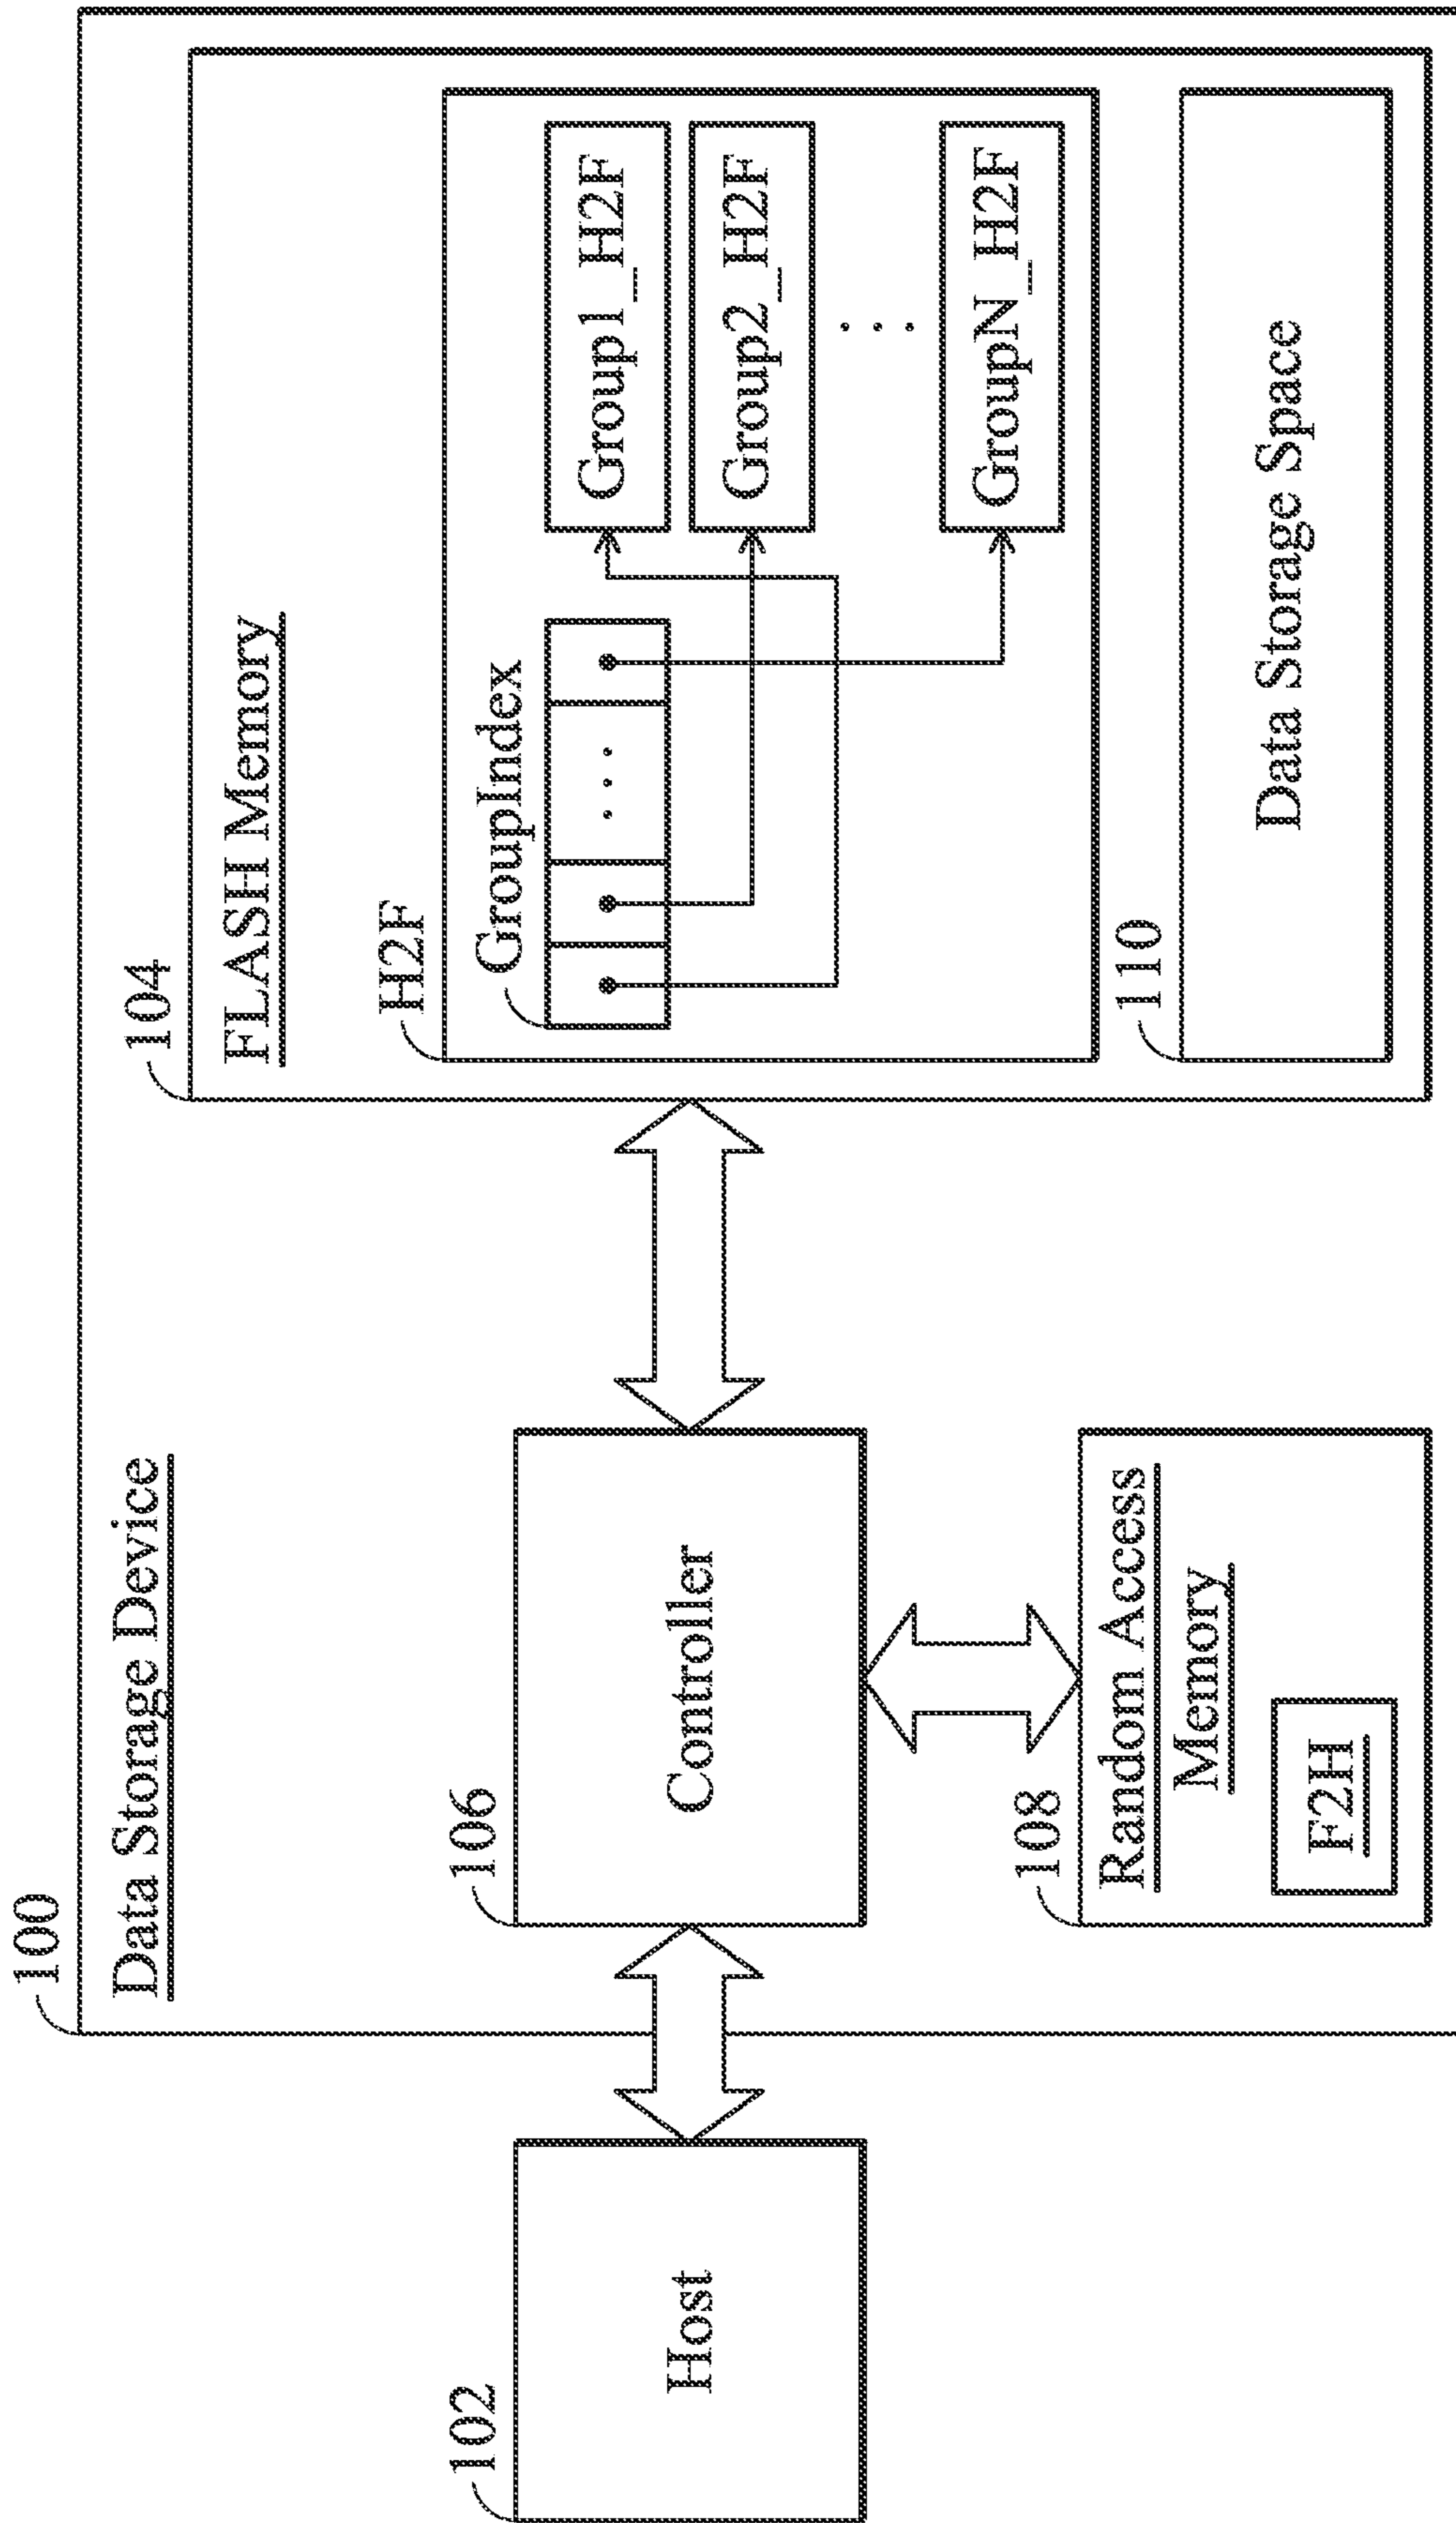 100
Data Storage Device
104
FLASH Memory
H2F
GroupIndex
Group1_H2F
Group2_H2F
GroupN_H2F
102
Host
106
Controller
108
Random Access
Memory
F2H
110
Data Storage Space